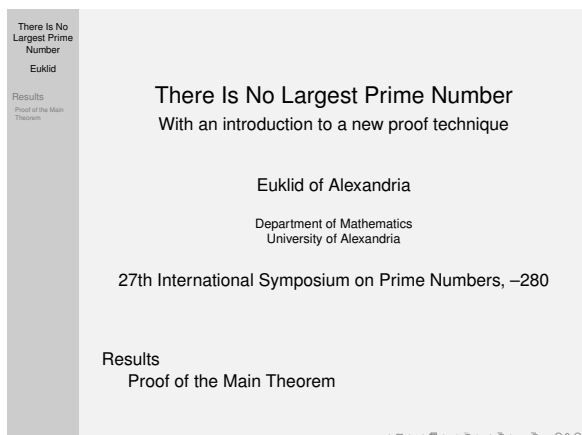 There Is No
Largest Prime
Number
Euklid
Results
Proof of the Main
Theorem
There Is No Largest Prime Number
With an introduction to a new proof technique
Euklid of Alexandria
Department of Mathematics
University of Alexandria
27th International Symposium on Prime Numbers, –280
Results
Proof of the Main Theorem